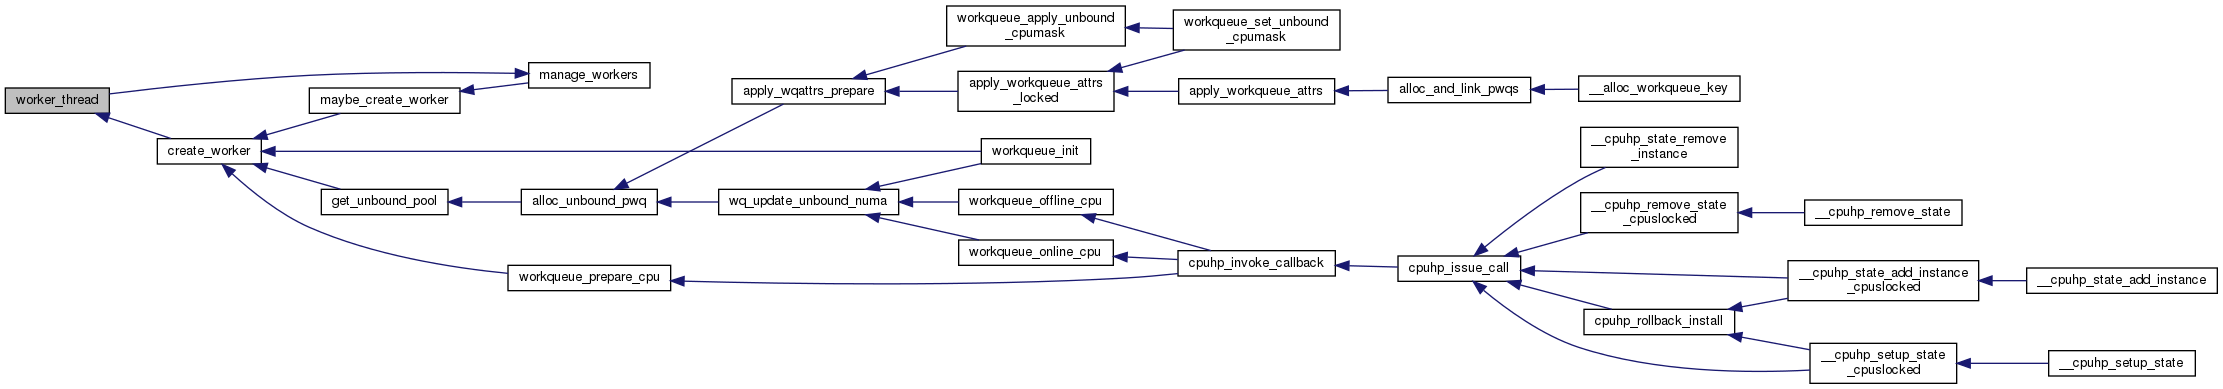 worker_thread
manage_workers
maybe_create_worker
create_worker
get_unbound_pool
workqueue_prepare_cpu
alloc_unbound_pwq
apply_wqattrs_prepare
wq_update_unbound_numa
workqueue_apply_unbound
_cpumask
apply_workqueue_attrs
_locked
workqueue_init
workqueue_offline_cpu
workqueue_online_cpu
workqueue_set_unbound
_cpumask
apply_workqueue_attrs
cpuhp_invoke_callback
alloc_and_link_pwqs
cpuhp_issue_call
__alloc_workqueue_key
__cpuhp_state_remove
_instance
__cpuhp_remove_state
_cpuslocked
cpuhp_rollback_install
__cpuhp_remove_state
__cpuhp_state_add_instance
_cpuslocked
__cpuhp_setup_state
_cpuslocked
__cpuhp_state_add_instance
__cpuhp_setup_state